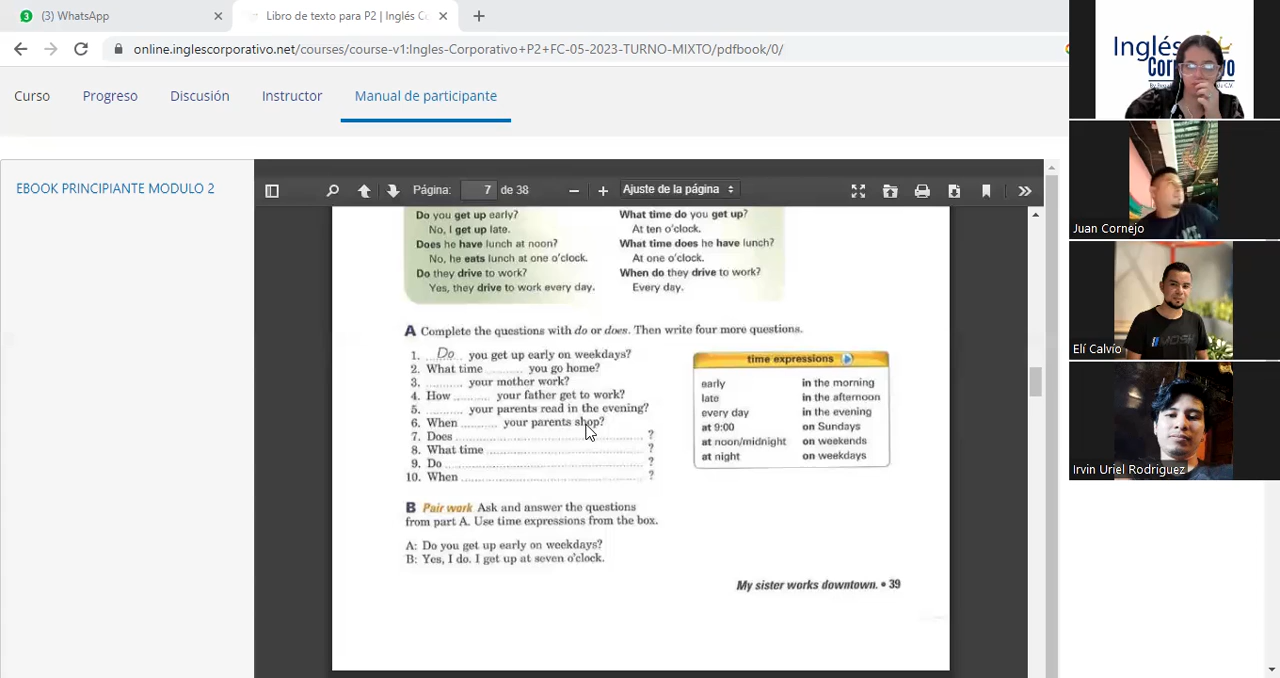 (3) WhatsApp
Libro de texto para P2 | Inglés C
online.inglescorporativo.net/courses/course-v1:Ingles-Corporativo+P2+FC-05-2023-TURNO-MIXTO/pdfbook/0/
Curso Progreso Discusión Instructor Manual de participante
EBOOK PRINCIPIANTE MODULO 2
Página: 7 de 38 Ajuste de la página
Do you get up early? What time do you get up?
No, I get up late. At ten o'clock.
Does he have lunch at noon? What time does he have lunch?
No, he eats lunch at one o'clock. At one o'clock.
Do they drive to work? When do they drive to work?
Yes, they drive to work every day. Every day.
A Complete the questions with do or does. Then write four more questions.
1. Do you get up early on weekdays?
2. What time ........ you go home?
3. ........ your mother work?
4. How ........ your father get to work?
5. ........ your parents read in the evening?
6. When ........ your parents shop?
7. Does ........ ?
8. What time ........ ?
9. Do ........ ?
10. When ........ ?
time expressions
early in the morning
late in the afternoon
every day in the evening
at 9:00 on Sundays
at noon/midnight on weekends
at night on weekdays
B Pair work Ask and answer the questions
from part A. Use time expressions from the box.
A: Do you get up early on weekdays?
B: Yes, I do. I get up at seven o'clock.
My sister works downtown. • 39
Inglés
Corporativo
Juan Cornejo
Elí Calvío
Irvin Uriel Rodriguez